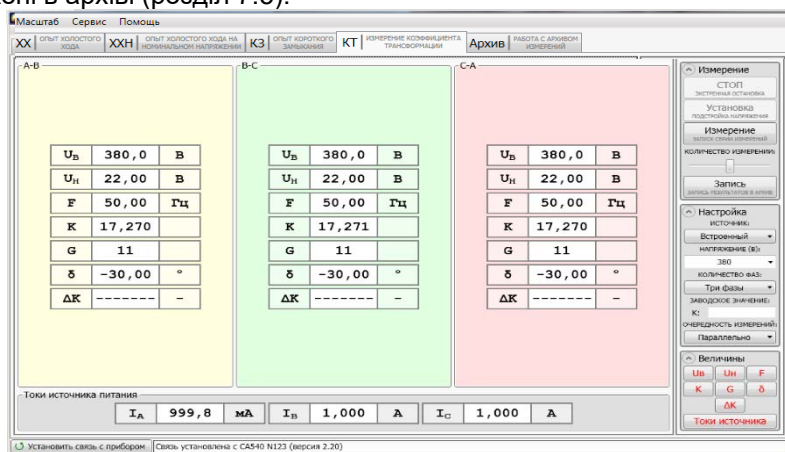 ені в архіві (розділ 7.6).
Масштаб Сервис Помощь
ХХ ОПЫТ ХОЛОСТОГО ХОДА ХХН ОПЫТ ХОЛОСТОГО ХОДА НА НОМИНАЛЬНОМ НАПРЯЖЕНИИ КЗ ОПЫТ КОРОТКОГО ЗАМЫКАНИЯ КТ ИЗМЕРЕНИЕ КОЭФФИЦИЕНТА ТРАНСФОРМАЦИИ Архив РАБОТА С АРХИВОМ ИЗМЕРЕНИЙ
A-B
UВ 380,0 В
UН 22,00 В
F 50,00 Гц
K 17,270
G 11
δ -30,00 °
ΔK ------- –
B-C
UВ 380,0 В
UН 22,00 В
F 50,00 Гц
K 17,271
G 11
δ -30,00 °
ΔK ------- –
C-A
UВ 380,0 В
UН 22,00 В
F 50,00 Гц
K 17,270
G 11
δ -30,00 °
ΔK ------- –
Токи источника питания
IA 999,8 мА IB 1,000 А IC 1,000 А
Измерение
СТОП
ЭКСТРЕННАЯ ОСТАНОВКА
Установка
ПОДСТРОЙКА НАПРЯЖЕНИЯ
Измерение
ЗАПУСК СЕРИИ ИЗМЕРЕНИЙ
КОЛИЧЕСТВО ИЗМЕРЕНИЙ:
Запись
ЗАПИСЬ РЕЗУЛЬТАТОВ В АРХИВ
Настройка
ИСТОЧНИК:
Встроенный
НАПРЯЖЕНИЕ (В):
380
КОЛИЧЕСТВО ФАЗ:
Три фазы
ЗАВОДСКОЕ ЗНАЧЕНИЕ:
К:
ОЧЕРЕДНОСТЬ ИЗМЕРЕНИЙ:
Параллельно
Величины
Uв Uн F
K G δ
ΔK
Токи источника
Установить связь с прибором Связь установлена с CA540 N123 (версия 2.20)